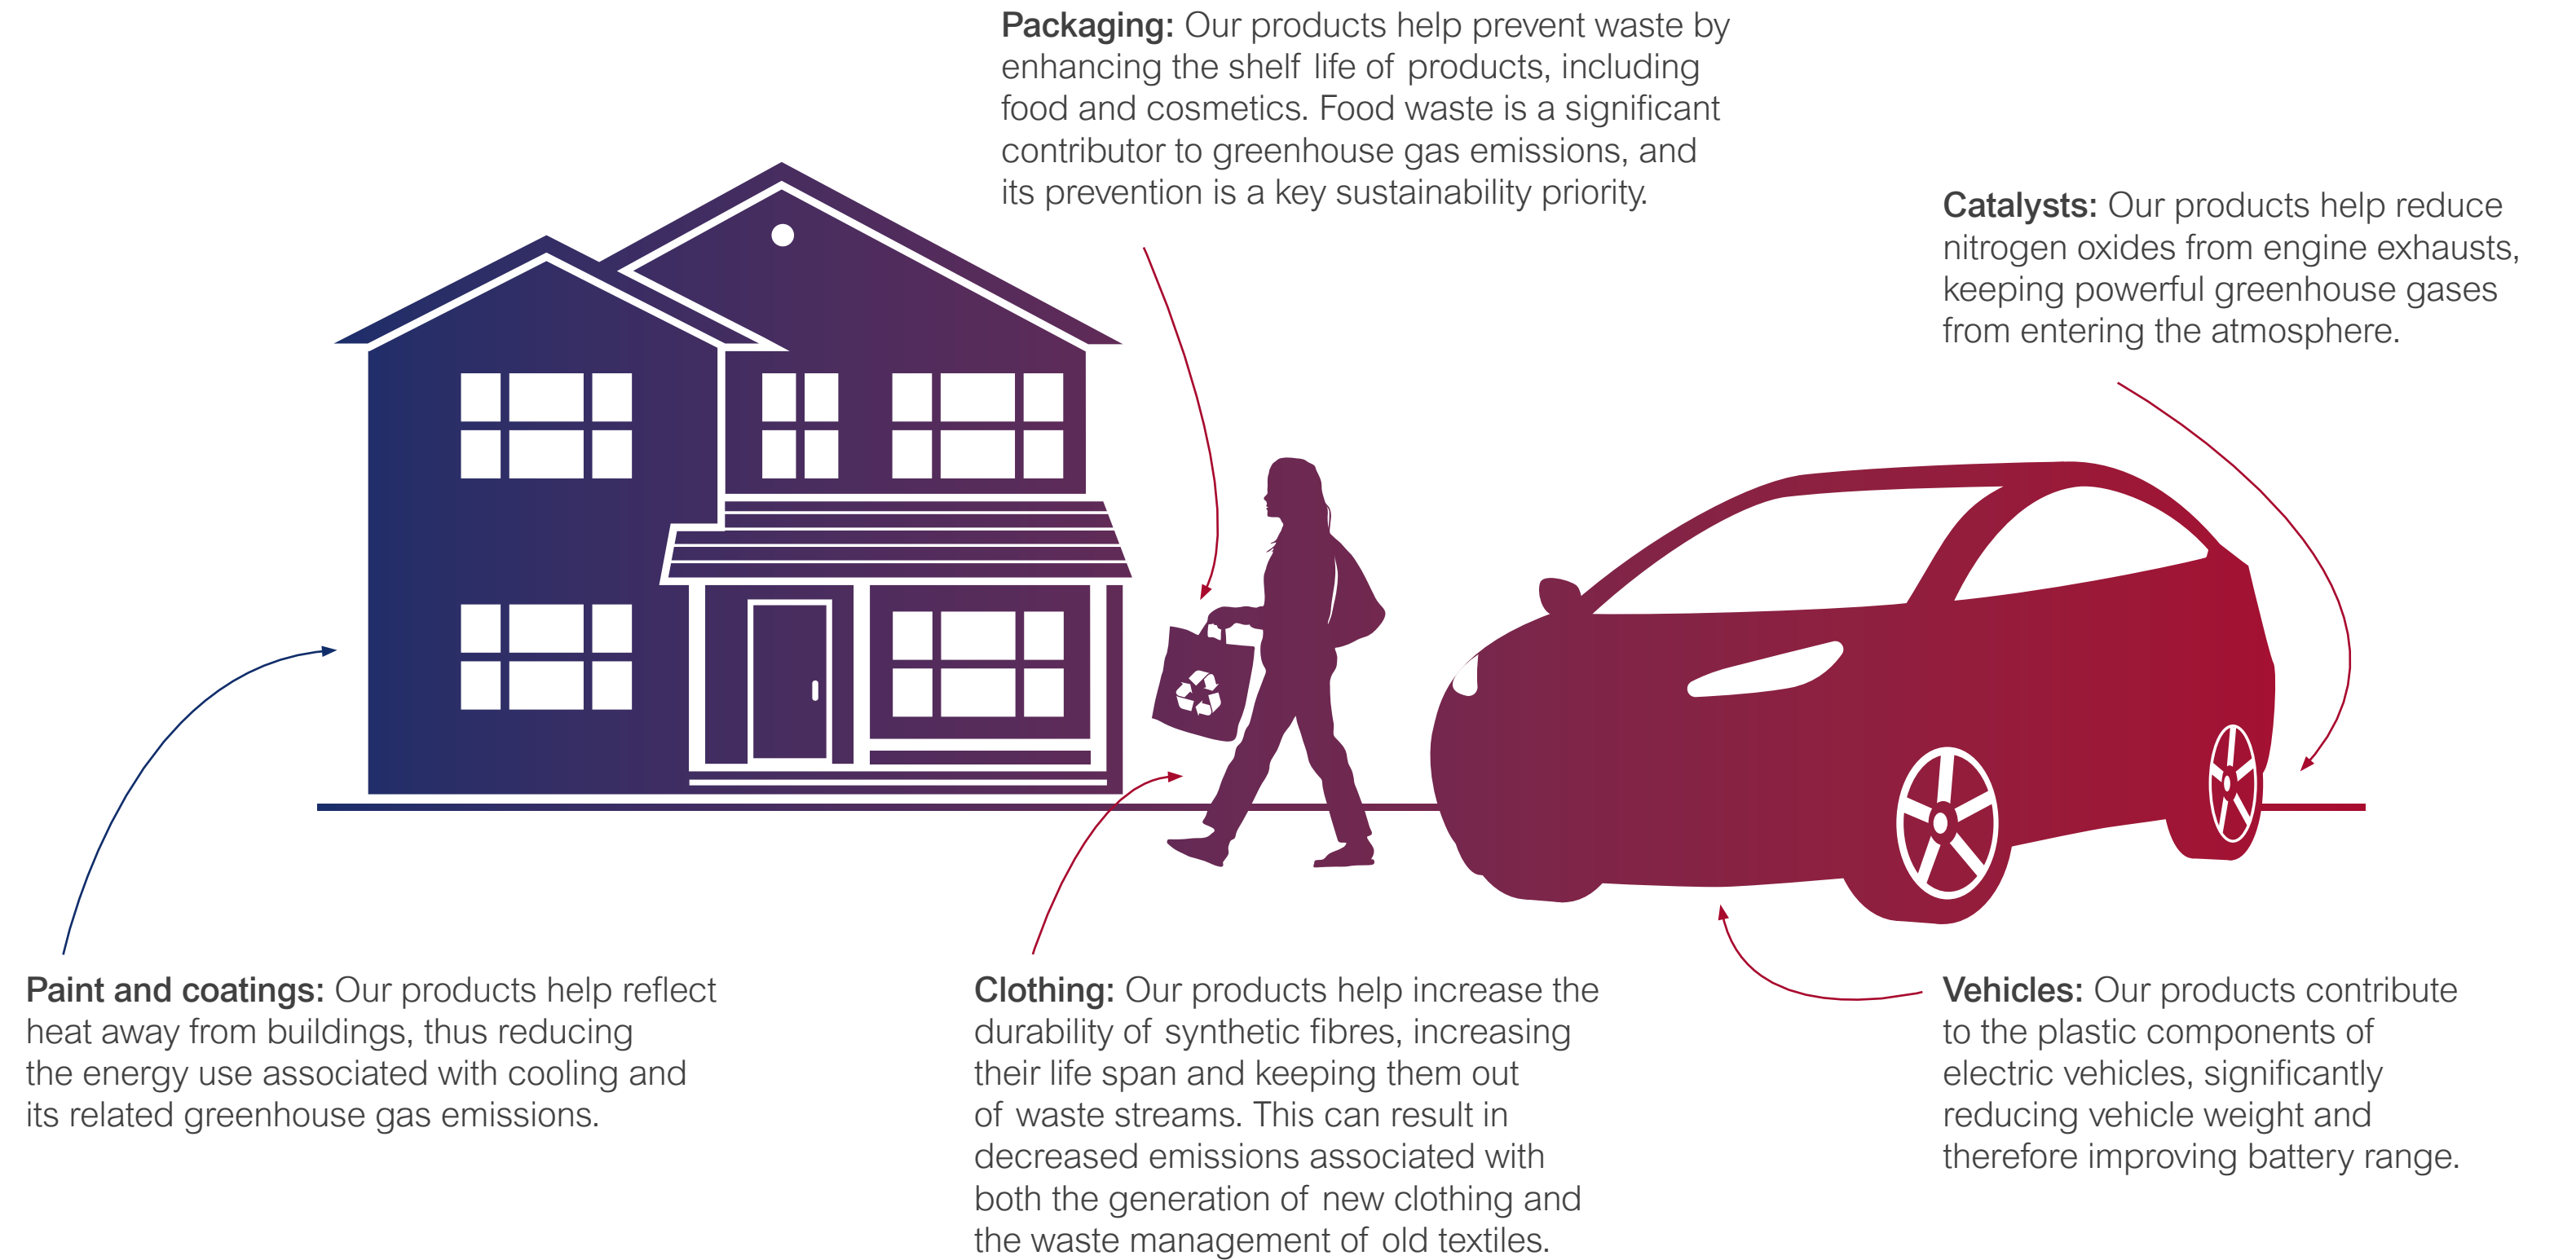 Packaging: Our products help prevent waste by
enhancing the shelf life of products, including
food and cosmetics. Food waste is a significant
contributor to greenhouse gas emissions, and
its prevention is a key sustainability priority.
Catalysts: Our products help reduce
nitrogen oxides from engine exhausts,
keeping powerful greenhouse gases
from entering the atmosphere.
Paint and coatings: Our products help reflect
heat away from buildings, thus reducing
the energy use associated with cooling and
its related greenhouse gas emissions.
Clothing: Our products help increase the
durability of synthetic fibres, increasing
their life span and keeping them out
of waste streams. This can result in
decreased emissions associated with
both the generation of new clothing and
the waste management of old textiles.
Vehicles: Our products contribute
to the plastic components of
electric vehicles, significantly
reducing vehicle weight and
therefore improving battery range.